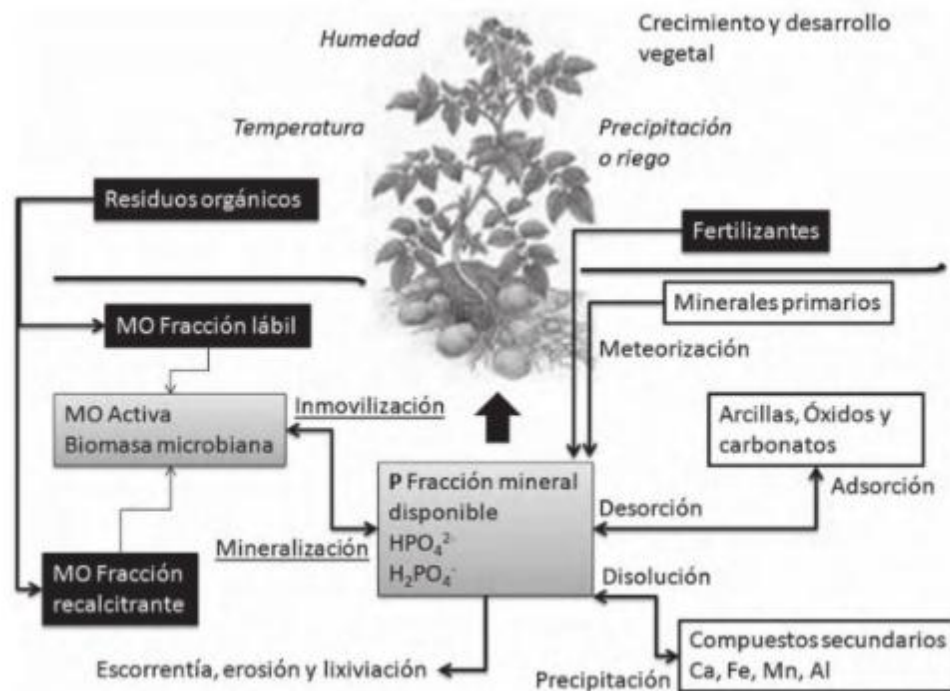 Humedad
Crecimiento y desarrollo
vegetal
Temperatura
Precipitación
o riego
Residuos orgánicos
Fertilizantes
Minerales primarios
MO Fracción lábil
Meteorización
MO Activa
Biomasa microbiana
Inmovilización
Arcillas, Óxidos y
carbonatos
P Fracción mineral
disponible
HPO₄²⁻
H₂PO₄⁻
Desorción
Adsorción
Mineralización
MO Fracción
recalcitrante
Disolución
Compuestos secundarios
Ca, Fe, Mn, Al
Escorrentía, erosión y lixiviación
Precipitación